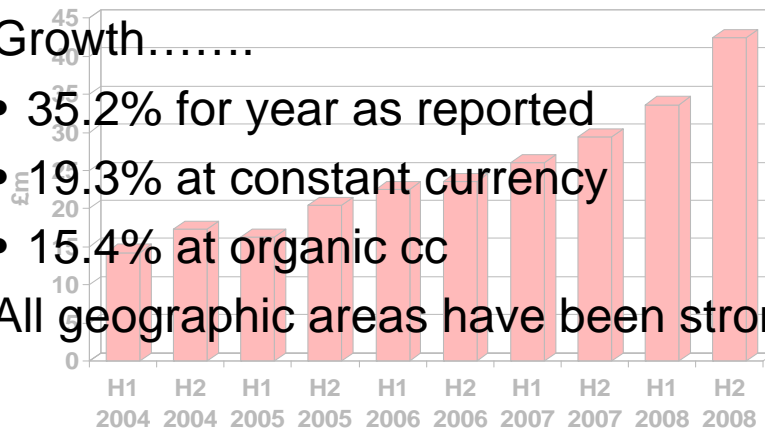 Growth…….
• 35.2% for year as reported
• 19.3% at constant currency
• 15.4% at organic cc
All geographic areas have been
45
40
35
30
25
20
15
10
5
0
£m
H1 H2 H1 H2 H1 H2 H1 H2 H1 H2
2004 2004 2005 2005 2006 2006 2007 2007 2008 2008